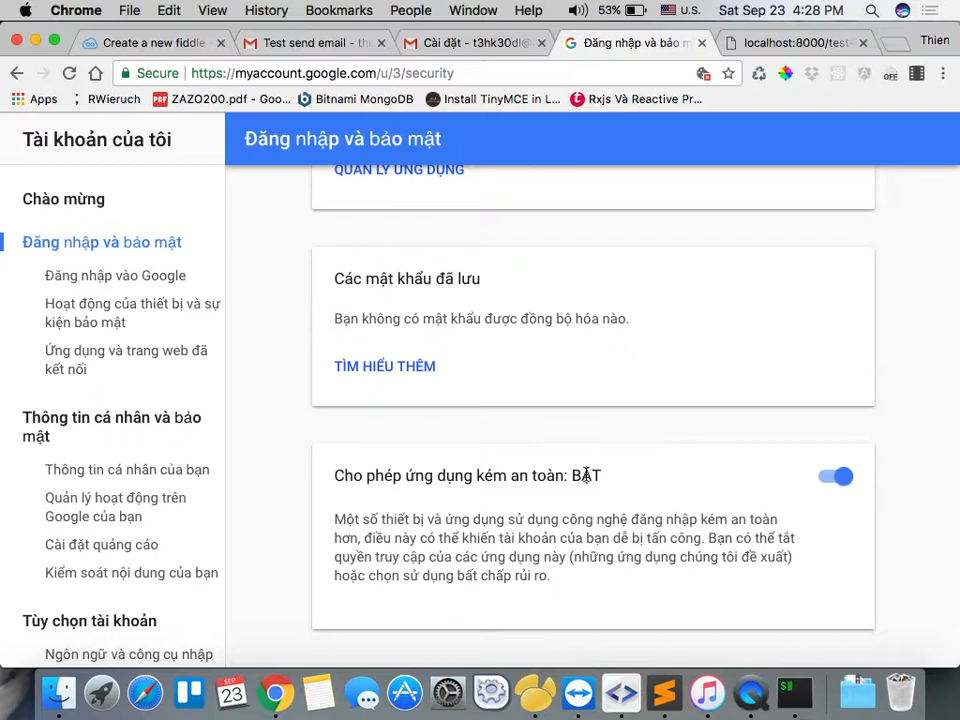 Chrome File Edit View History Bookmarks People Window Help 53% U.S. Sat Sep 23 4:28 PM
Create a new fiddle Test send email - the Cài đặt - t3hk30dl@ Đăng nhập và bảo m localhost:8000/test- Thien
Secure https://myaccount.google.com/u/3/security OFF
Apps RWieruch PDF ZAZO200.pdf - Goo... Bitnami MongoDB Install TinyMCE in L... Rxjs Và Reactive Pr...
Tài khoản của tôi
Đăng nhập và bảo mật
Chào mừng
Đăng nhập và bảo mật
Đăng nhập vào Google
Hoạt động của thiết bị và sự
kiện bảo mật
Ứng dụng và trang web đã
kết nối
Thông tin cá nhân và bảo
mật
Thông tin cá nhân của bạn
Quản lý hoạt động trên
Google của bạn
Cài đặt quảng cáo
Kiểm soát nội dung của bạn
Tùy chọn tài khoản
Ngôn ngữ và công cụ nhập
QUẢN LÝ ỨNG DỤNG
Các mật khẩu đã lưu
Bạn không có mật khẩu được đồng bộ hóa nào.
TÌM HIỂU THÊM
Cho phép ứng dụng kém an toàn: BẬT
Một số thiết bị và ứng dụng sử dụng công nghệ đăng nhập kém an toàn
hơn, điều này có thể khiến tài khoản của bạn dễ bị tấn công. Bạn có thể tắt
quyền truy cập của các ứng dụng này (những ứng dụng chúng tôi đề xuất)
hoặc chọn sử dụng bất chấp rủi ro.
SEP
23